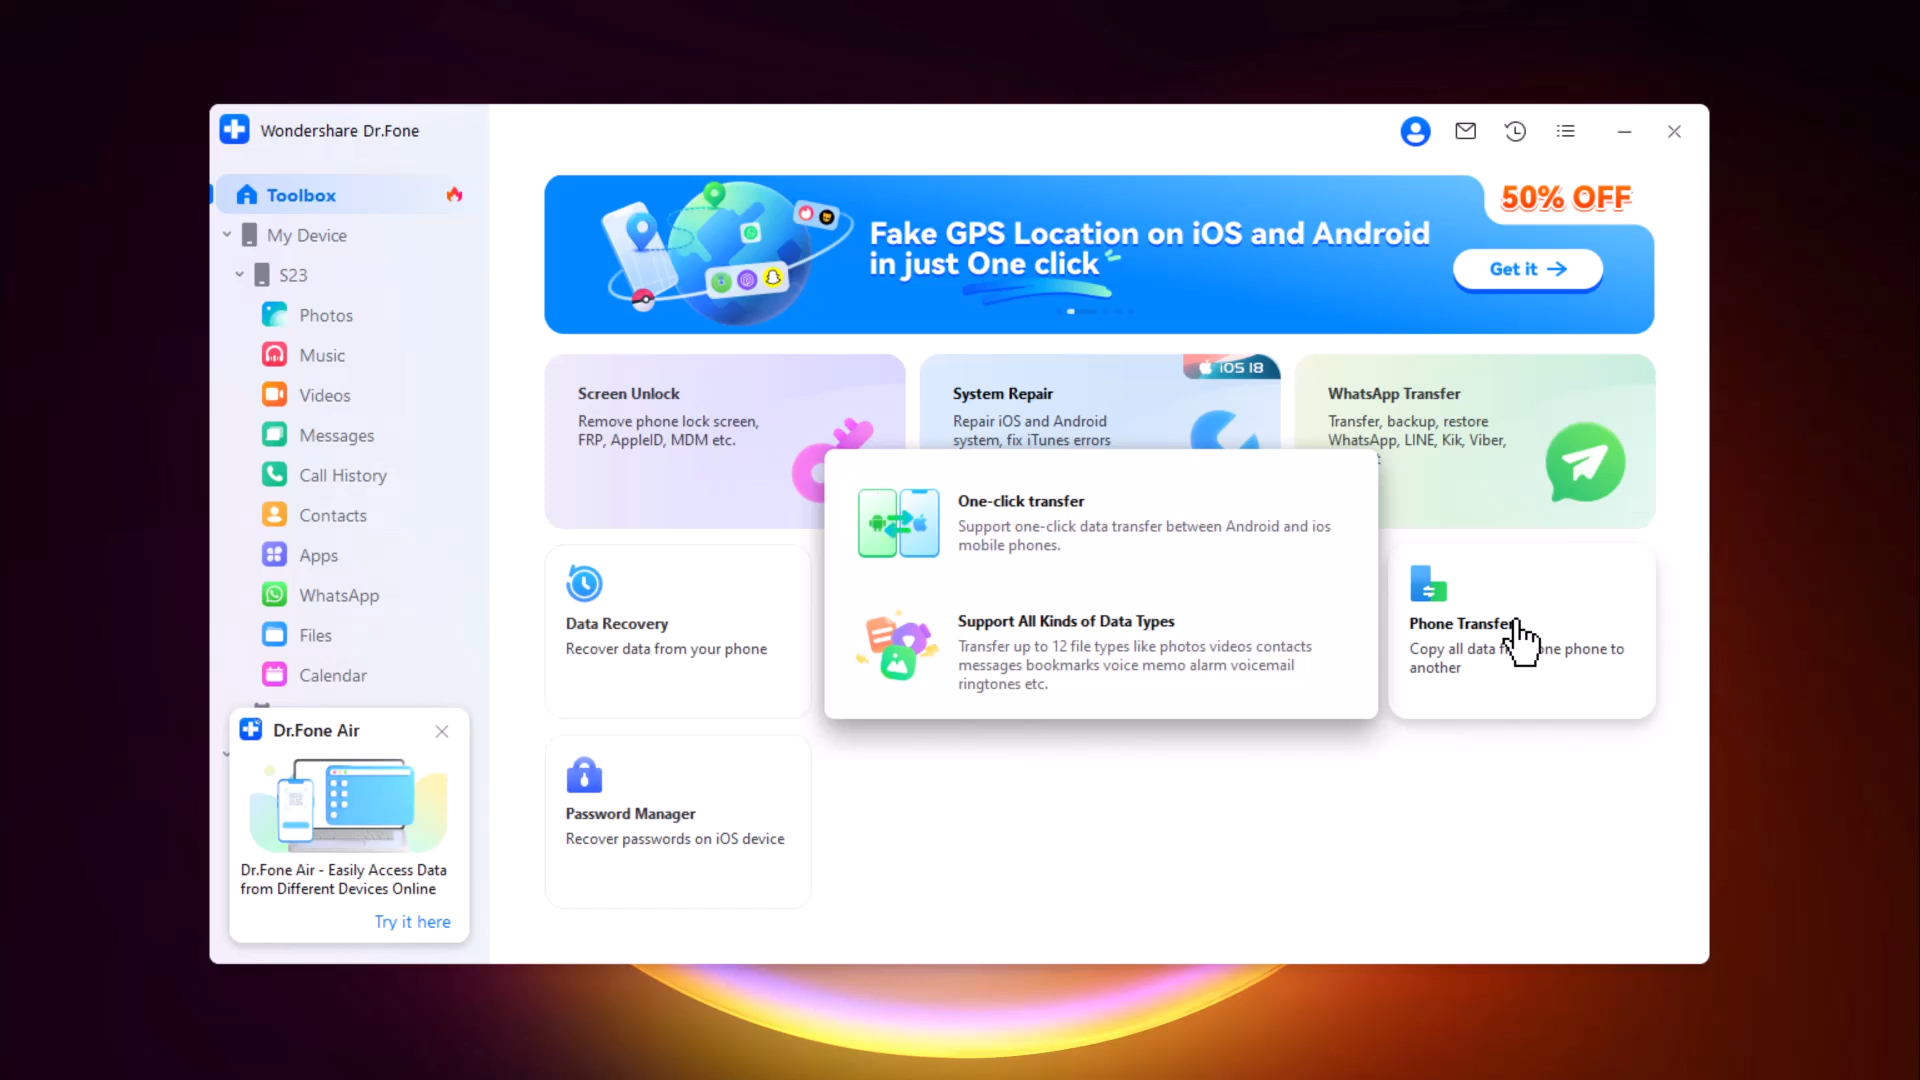 Wondershare Dr.Fone
Toolbox
My Device
S23
Photos
Music
Videos
Messages
Call History
Contacts
Apps
WhatsApp
Files
Calendar
Dr.Fone Air
Dr.Fone Air - Easily Access Data
from Different Devices Online
Try it here
Fake GPS Location on iOS and Android
in just One click
50% OFF
Get it
Screen Unlock
Remove phone lock screen,
FRP, AppleID, MDM etc.
iOS 18
System Repair
Repair iOS and Android
system, fix iTunes errors
WhatsApp Transfer
Transfer, backup, restore
WhatsApp, LINE, Kik, Viber,
One-click transfer
Support one-click data transfer between Android and ios
mobile phones.
Support All Kinds of Data Types
Transfer up to 12 file types like photos videos contacts
messages bookmarks voice memo alarm voicemail
ringtones etc.
Data Recovery
Recover data from your phone
Phone Transfer
Copy all data one phone to
another
Password Manager
Recover passwords on iOS device